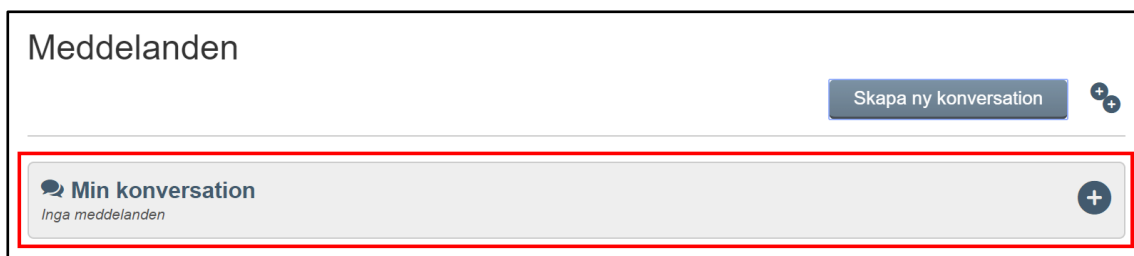 Meddelanden
Skapa ny konversation
Min konversation
Inga meddelanden